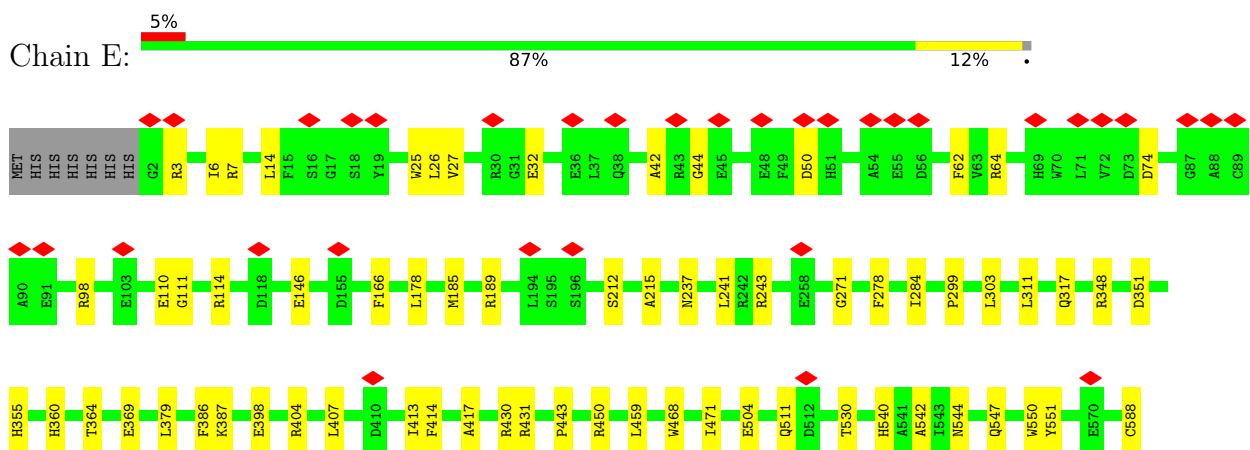 5%
Chain E:
87% 12% •
MET HIS HIS HIS HIS HIS HIS G2 R3 I6 R7 L14 F15 S16 G17 S18 Y19 W25 L26 V27 R30 G31 E32 E36 L37 Q38 A42 R43 G44 E45 E48 F49 D50 H51 A54 E55 D56 F62 V63 R64 H69 W70 L71 V72 D73 D74 G87 A88 C89
A90 E91 R98 E103 E110 G111 R114 D118 E146 D155 F166 L178 M185 R189 L194 S195 S196 S212 A215 N237 L241 R242 R243 E258 G271 F278 I284 P299 L303 L311 Q317 R348 D351
H355 H360 T364 E369 L379 F386 K387 E398 R404 L407 D410 I413 F414 A417 R430 R431 P443 R450 L459 W468 I471 E504 Q511 D512 T530 H540 A541 A542 I543 N544 Q547 W550 Y551 E570 C588